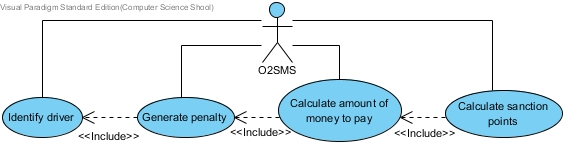 Visual Paradigm Standard Edition(Computer Science Shool)
O2SMS
Identify driver
<<Include>>
Generate penalty
<<Include>>
Calculate amount of
money to pay
<<Include>>
Calculate sanction
points